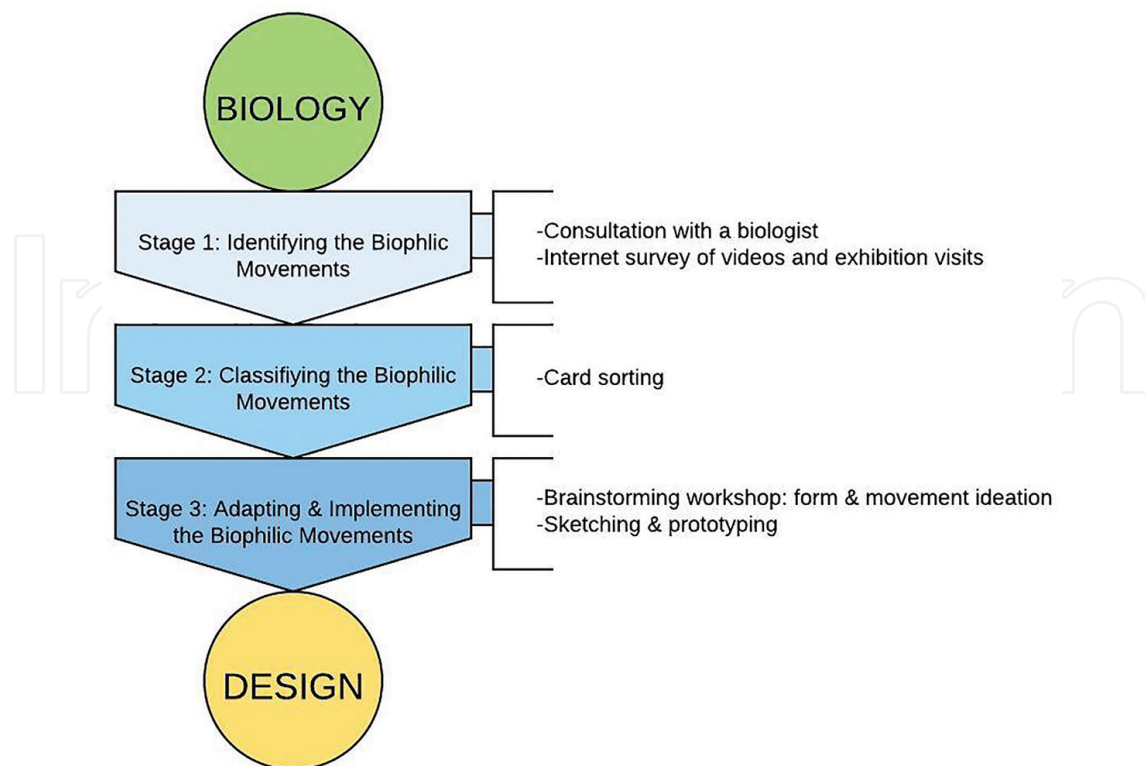 BIOLOGY
Stage 1: Identifying the Biophlic
Movements
-Consultation with a biologist
-Internet survey of videos and exhibition visits
Stage 2: Classifiying the Biophilic
Movements
-Card sorting
Stage 3: Adapting & Implementing
the Biophilic Movements
-Brainstorming workshop: form & movement ideation
-Sketching & prototyping
DESIGN